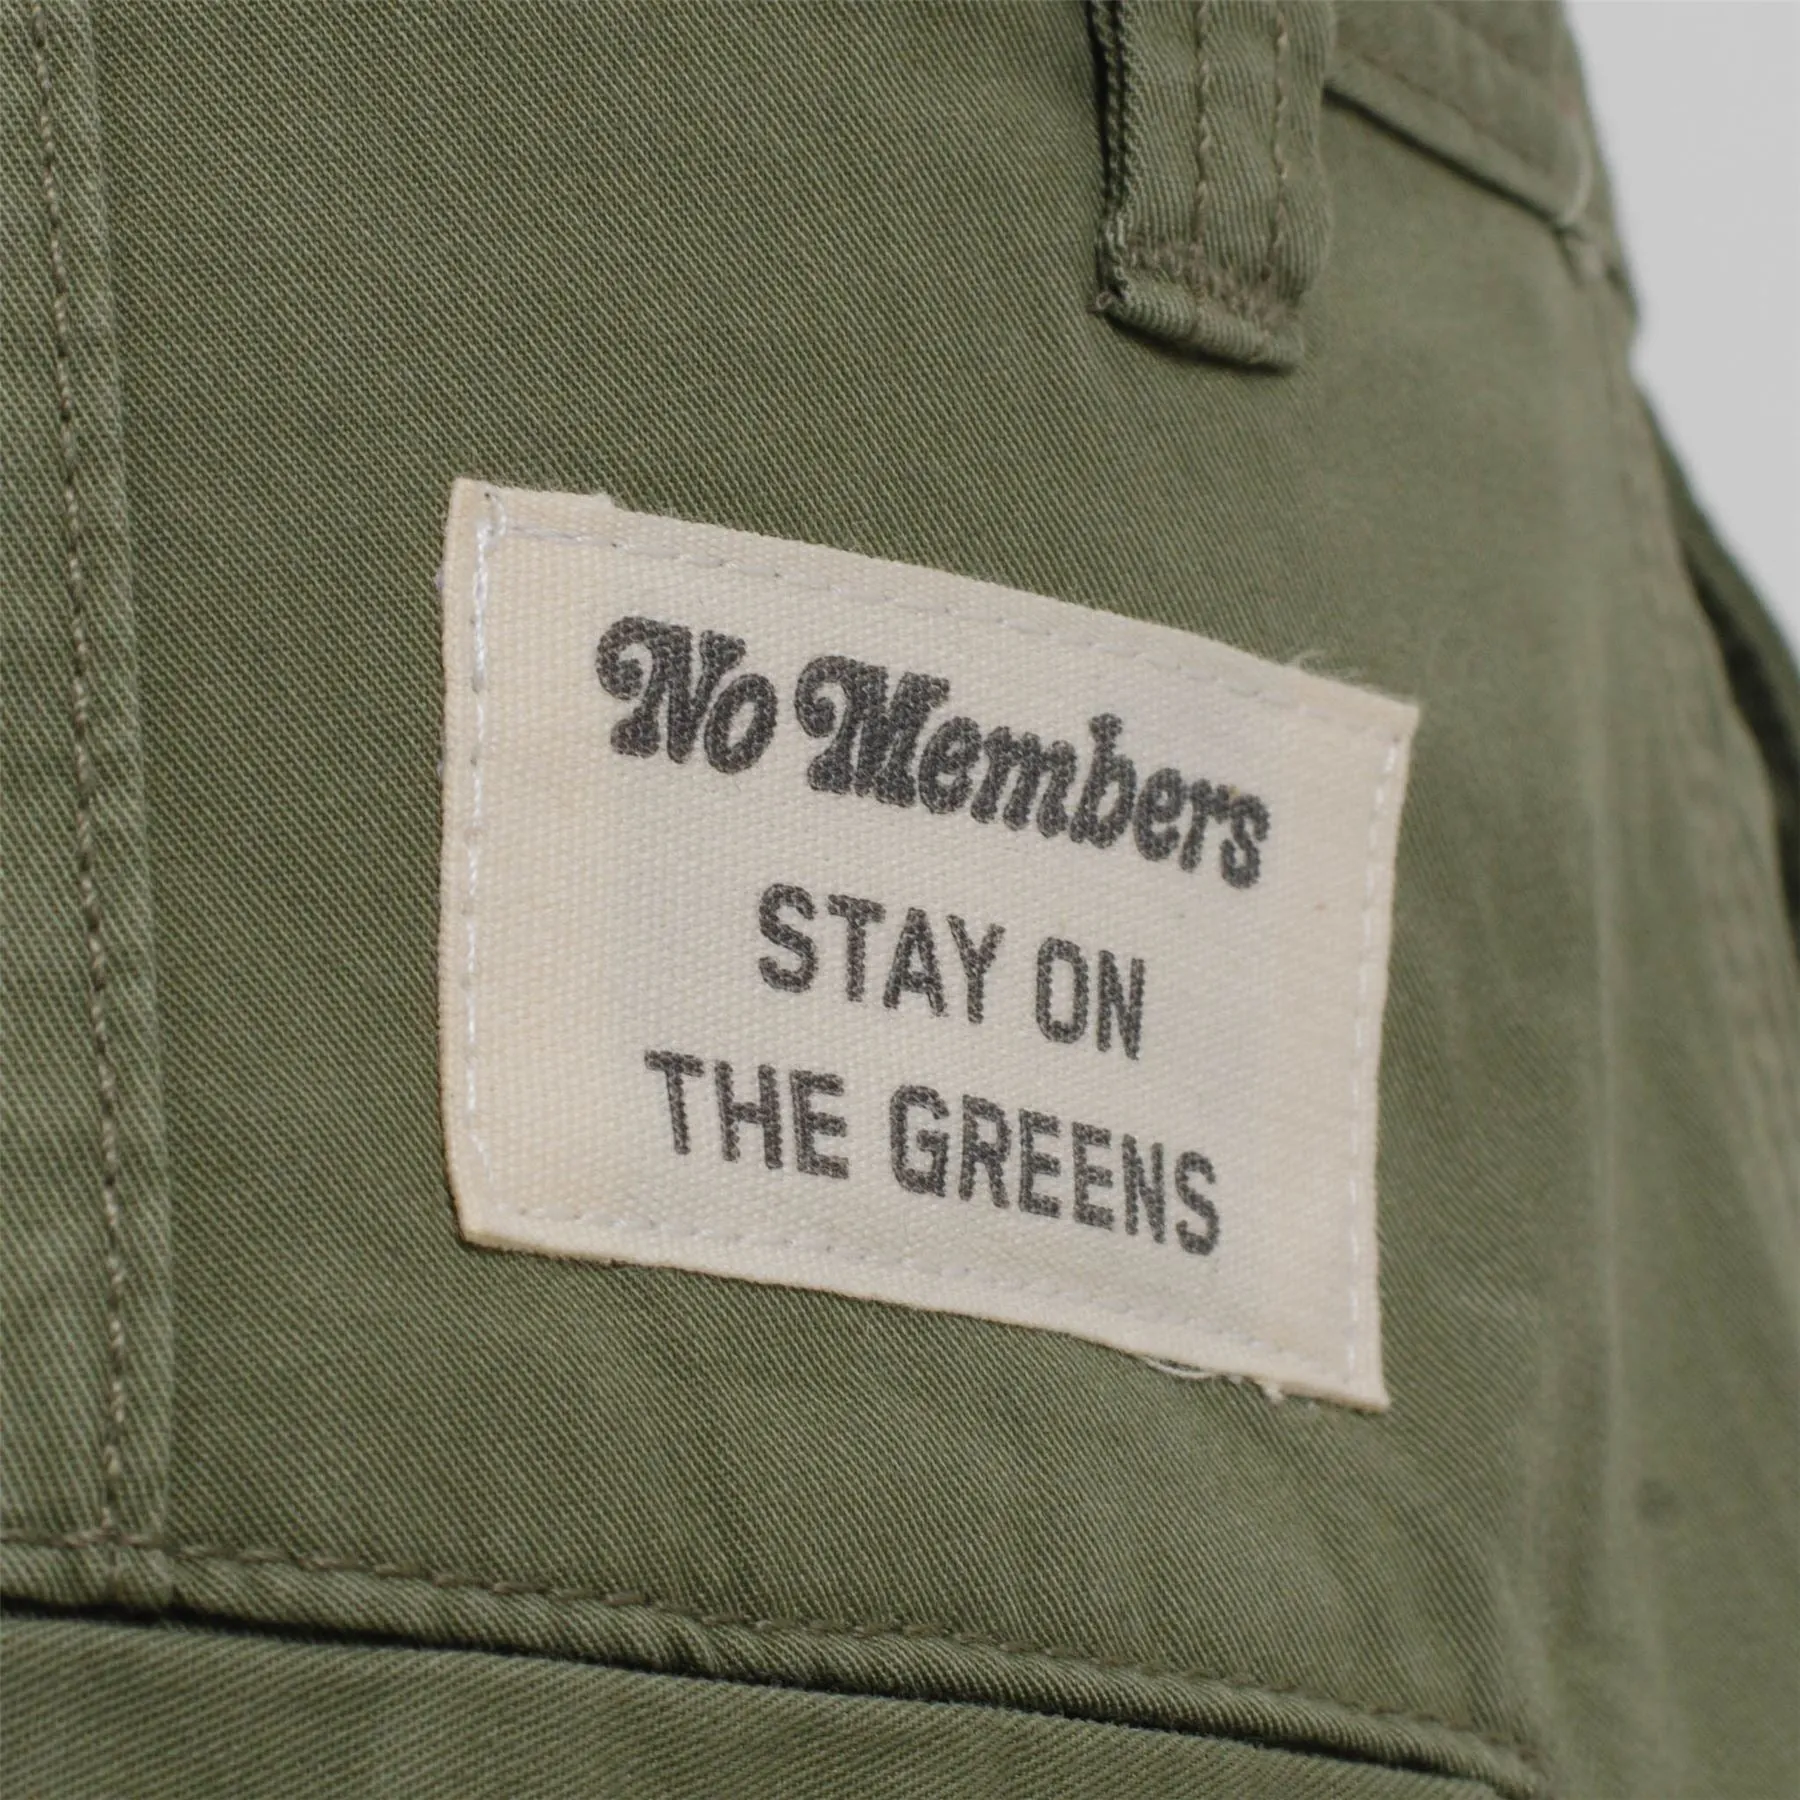 No Members
STAY ON
THE GREENS